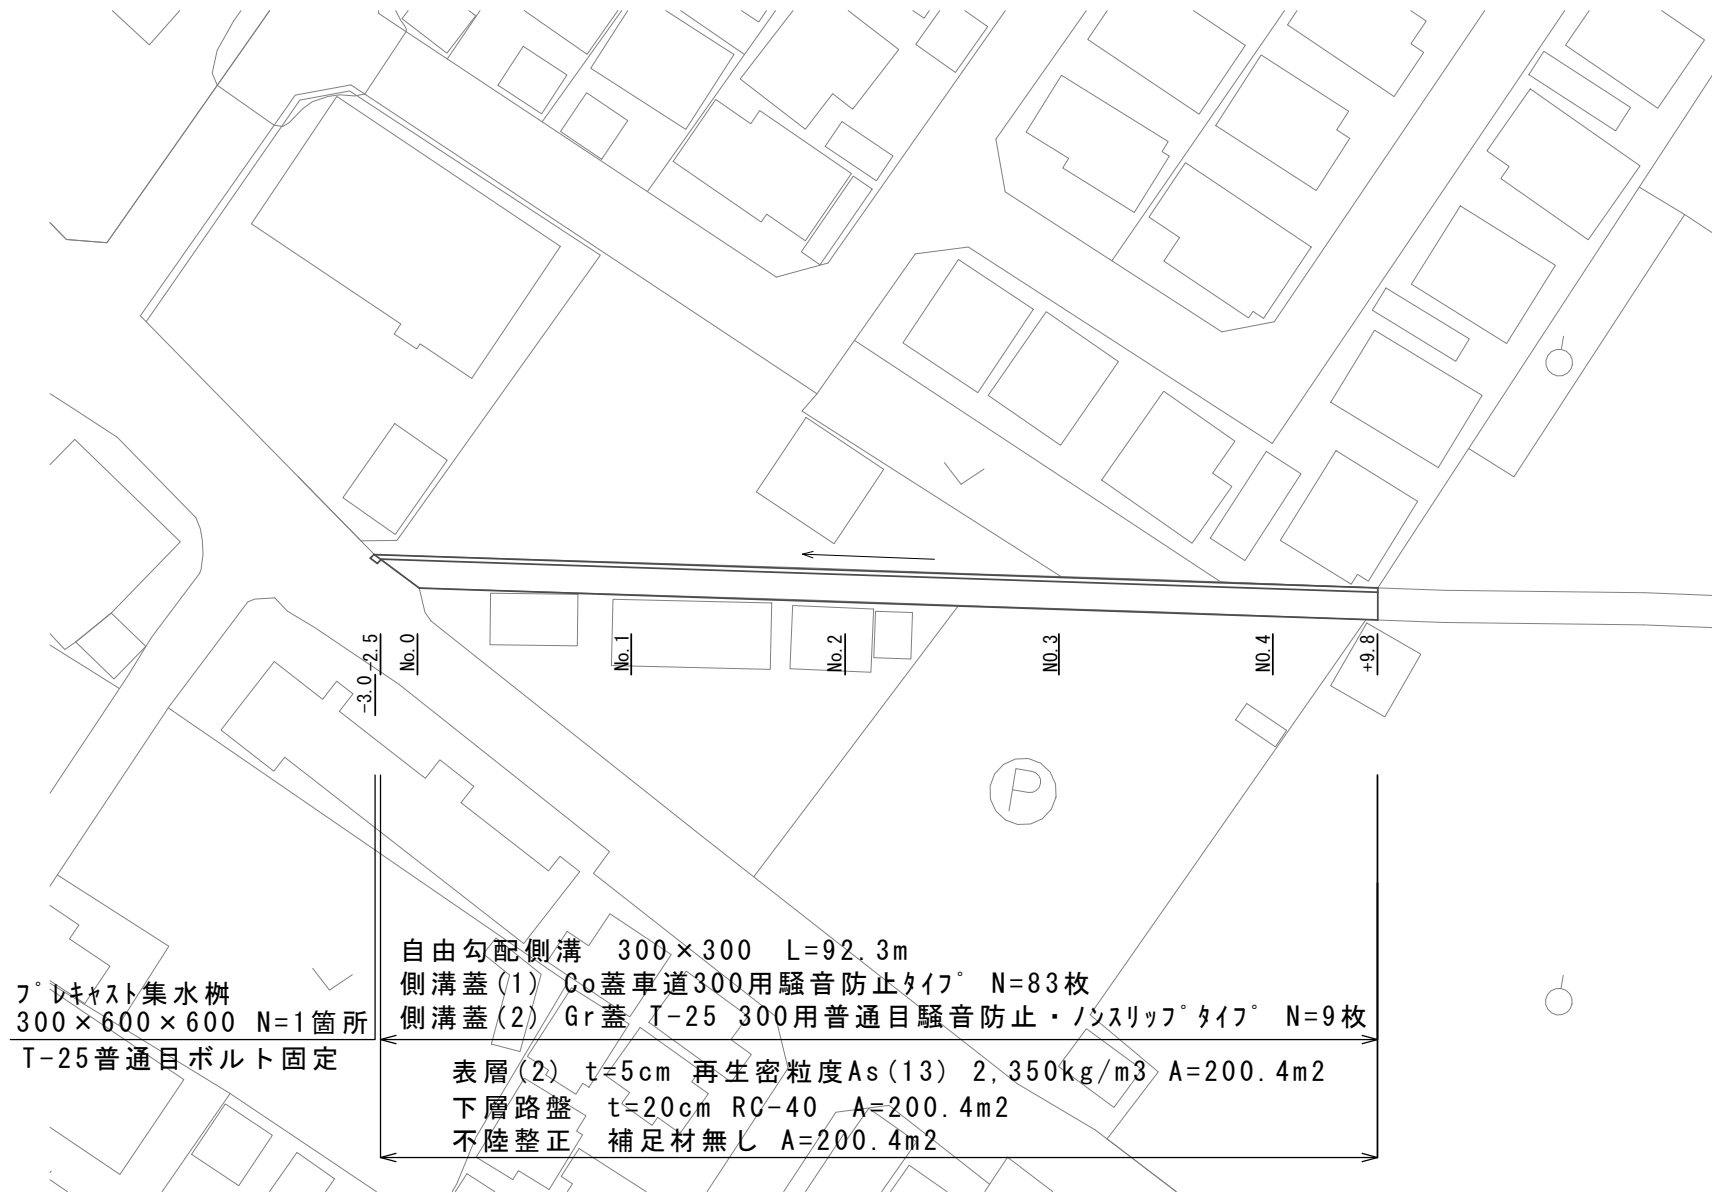 -3.0
-2.5
No.0
No.1
No.2
NO.3
NO.4
+9.8
P
自由勾配側溝　300×300　L=92.3m
側溝蓋(1)　Co蓋車道300用騒音防止ﾀｲﾌﾟ　N=83枚
側溝蓋(2)　Gr蓋　T-25 300用普通目騒音防止・ﾉﾝｽﾘｯﾌﾟﾀｲﾌﾟ　N=9枚
ﾌﾟﾚｷｬｽﾄ集水桝
300×600×600 N=1箇所
T-25普通目ボルト固定
表層(2)　t=5cm 再生密粒度As(13) 2,350kg/m3 A=200.4m2
下層路盤　t=20cm RC-40　A=200.4m2
不陸整正　補足材無し A=200.4m2